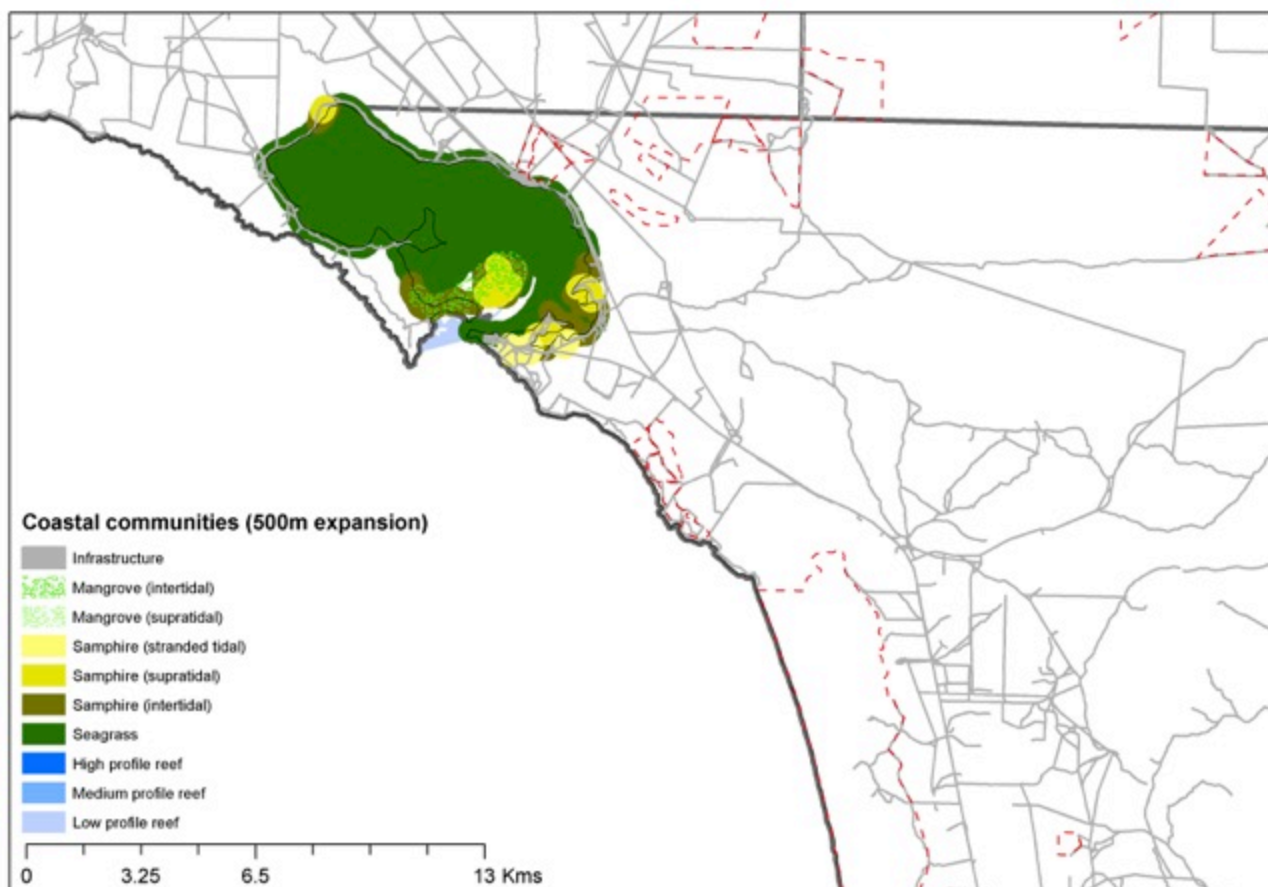 Coastal communities (500m expansion)
Infrastructure
Mangrove (intertidal)
Mangrove (supratidal)
Samphire (stranded tidal)
Samphire (supratidal)
Samphire (intertidal)
Seagrass
High profile reef
Medium profile reef
Low profile reef
0 3.25 6.5 13 Kms